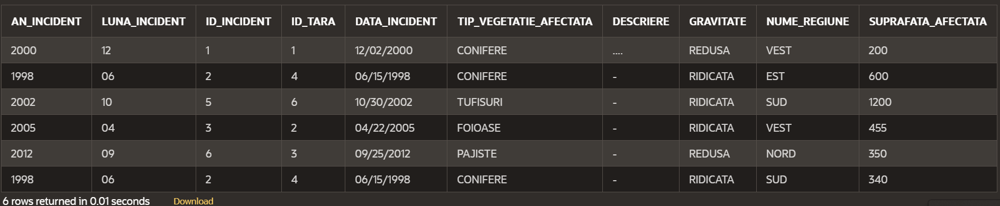 AN_INCIDENT LUNA_INCIDENT ID_INCIDENT ID_TARA DATA_INCIDENT TIP_VEGETATIE_AFECTATA DESCRIERE GRAVITATE NUME_REGIUNE SUPRAFATA_AFECTATA
2000 12 1 1 12/02/2000 CONIFERE .... REDUSA VEST 200
1998 06 2 4 06/15/1998 CONIFERE - RIDICATA EST 600
2002 10 5 6 10/30/2002 TUFISURI - RIDICATA SUD 1200
2005 04 3 2 04/22/2005 FOIOASE - RIDICATA VEST 455
2012 09 6 3 09/25/2012 PAJISTE - REDUSA NORD 350
1998 06 2 4 06/15/1998 CONIFERE - RIDICATA SUD 340
6 rows returned in 0.01 seconds Download